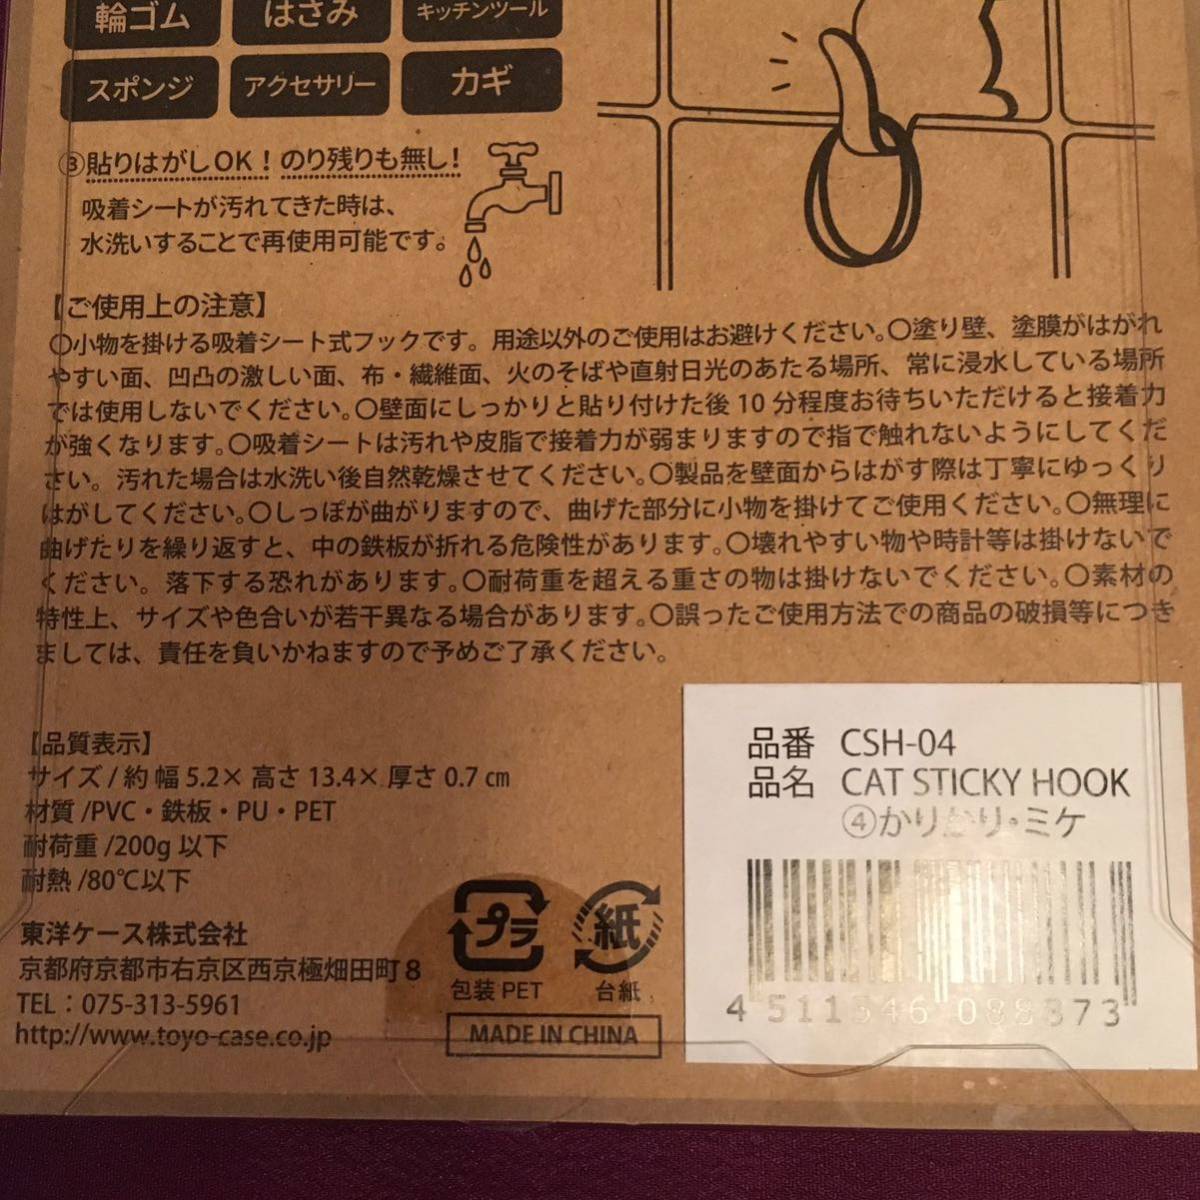 輪ゴム はさみ キッチンツール
スポンジ アクセサリー カギ
③貼りはがしOK！のり残りも無し！
吸着シートが汚れてきた時は、
水洗いすることで再使用可能です。
【ご使用上の注意】
〇小物を掛ける吸着シート式フックです。用途以外のご使用はお避けください。〇塗り壁、塗膜がはがれ
やすい面、凹凸の激しい面、布・繊維面、火のそばや直射日光のあたる場所、常に浸水している場所
では使用しないでください。〇壁面にしっかりと貼り付けた後10分程度お待ちいただけると接着力
が強くなります。〇吸着シートは汚れや皮脂で接着力が弱まりますので指で触れないようにしてくだ
さい。汚れた場合は水洗い後自然乾燥させてください。〇製品を壁面からはがす際は丁寧にゆっくり
はがしてください。〇しっぽが曲がりますので、曲げた部分に小物を掛けてご使用ください。〇無理に
曲げたりを繰り返すと、中の鉄板が折れる危険性があります。〇壊れやすい物や時計等は掛けないで
ください。落下する恐れがあります。〇耐荷重を超える重さの物は掛けないでください。〇素材の
特性上、サイズや色合いが若干異なる場合があります。〇誤ったご使用方法での商品の破損等につき
ましては、責任を負いかねますので予めご了承ください。
【品質表示】
サイズ/約 幅5.2× 高さ13.4× 厚さ0.7㎝
材質/PVC・鉄板・PU・PET
耐荷重/200g以下
耐熱/80℃以下
東洋ケース株式会社
京都府京都市右京区西京極畑田町8
TEL：075-313-5961
http://www.toyo-case.co.jp
プラ
包装PET
紙
台紙
MADE IN CHINA
品番 CSH-04
品名 CAT STICKY HOOK
④かりかり・ミケ
4 511546 088873